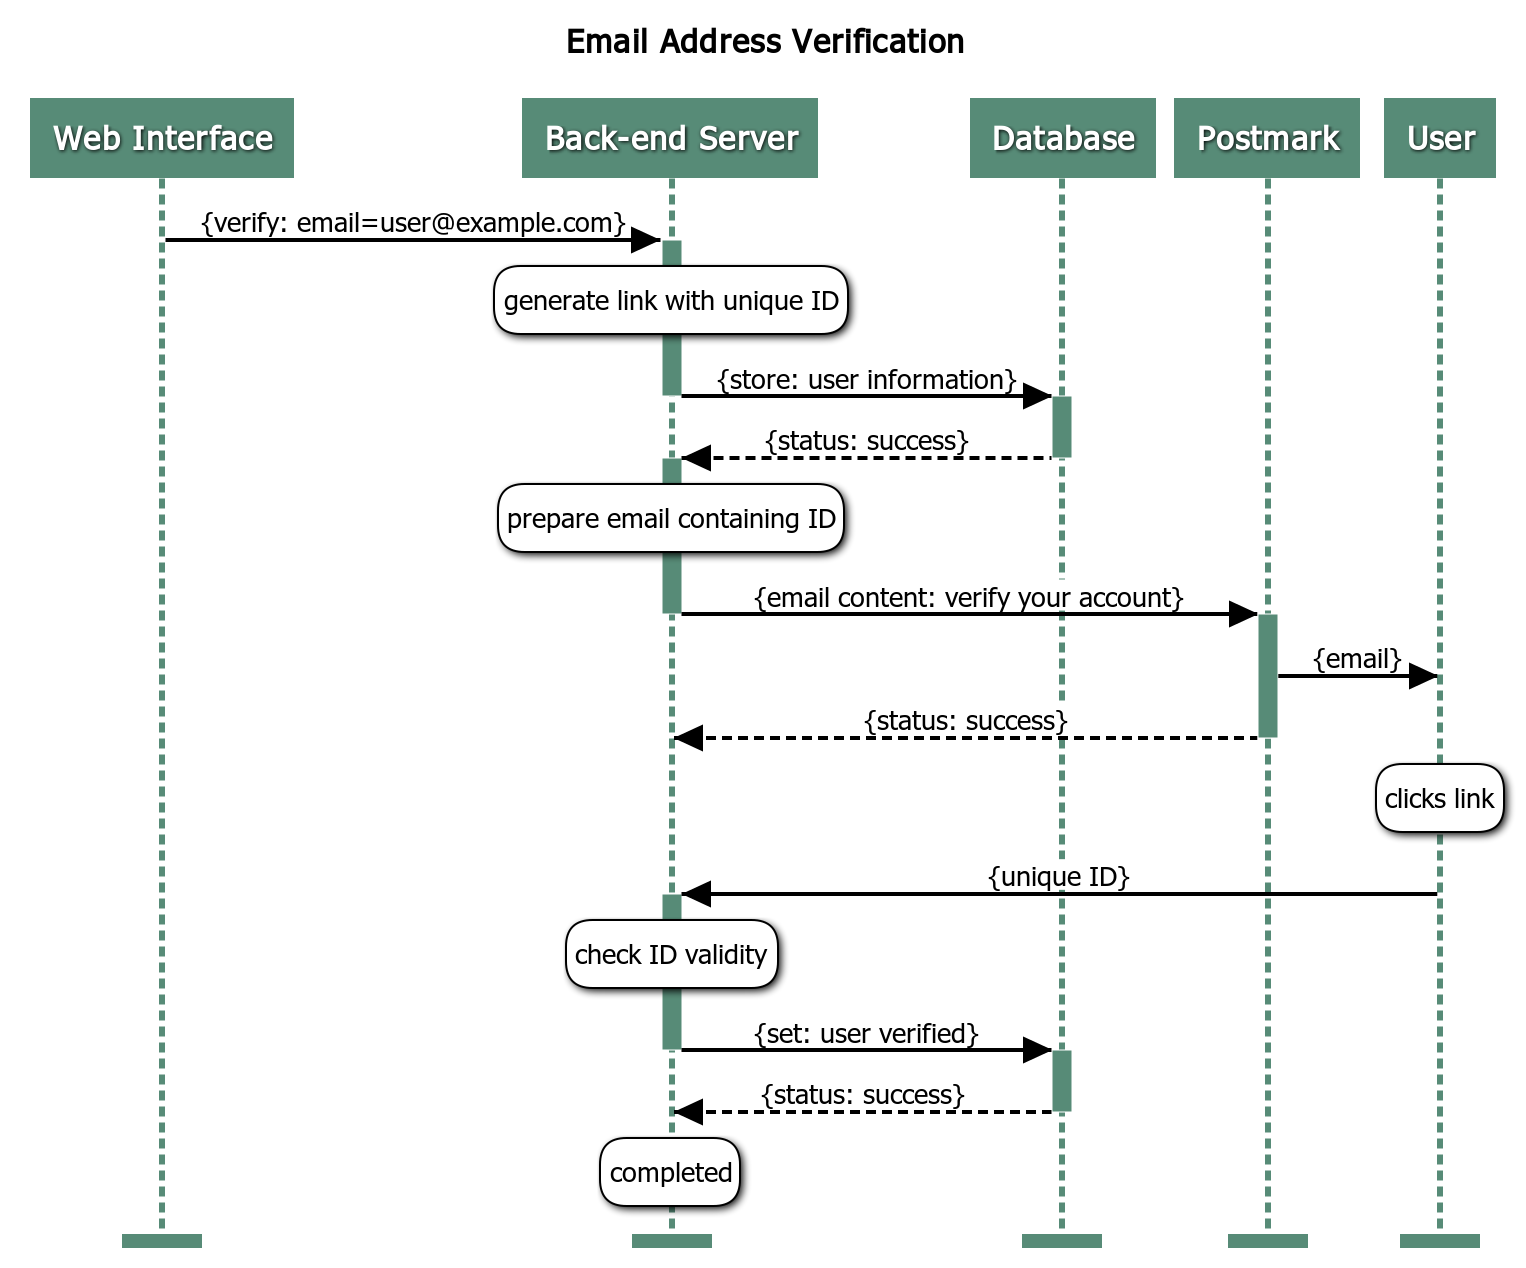 Email Address Verification
Web Interface
Back-end Server
Database
Postmark
User
{verify: email=user@example.com}
generate link with unique ID
{store: user information}
{status: success}
prepare email containing ID
{email content: verify your account}
{email}
{status: success}
clicks link
{unique ID}
check ID validity
{set: user verified}
{status: success}
completed